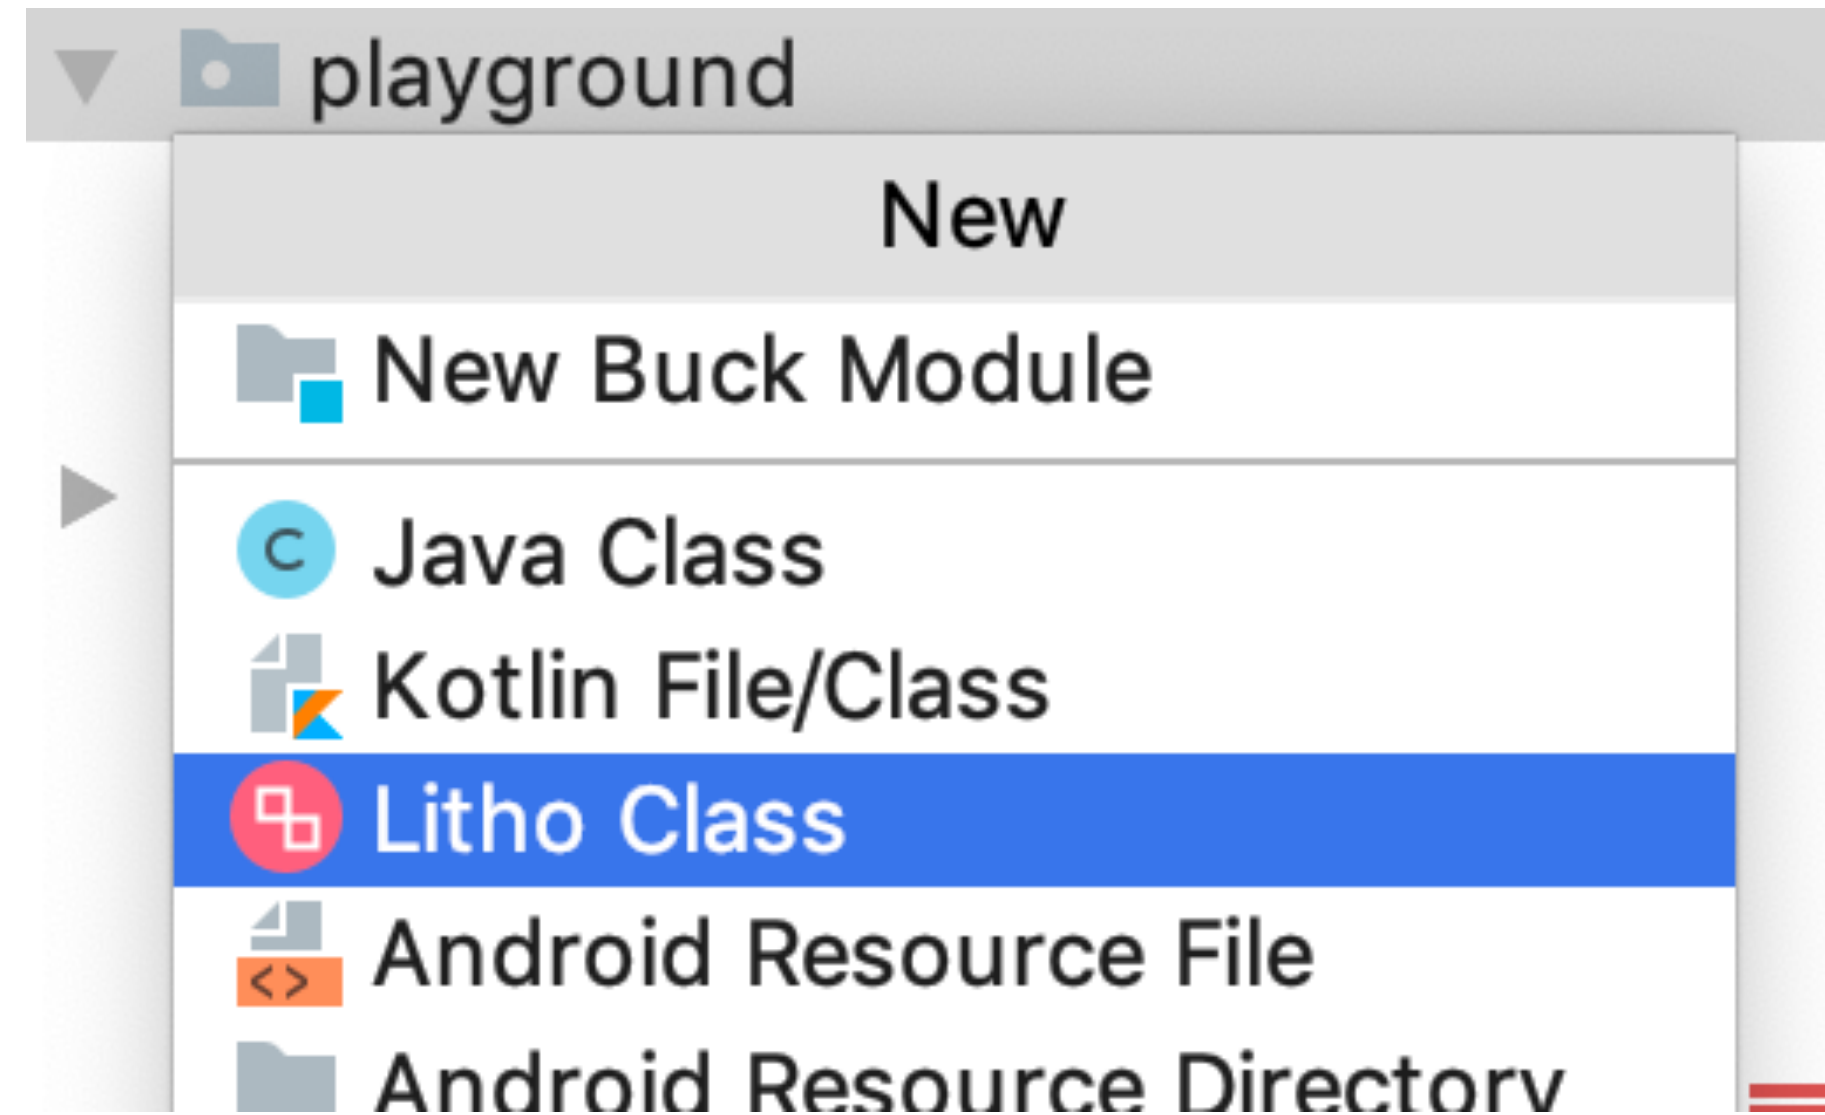 playground
New
New Buck Module
C
Java Class
Kotlin File/Class
Litho Class
<>
Android Resource File
Android Resource Directory